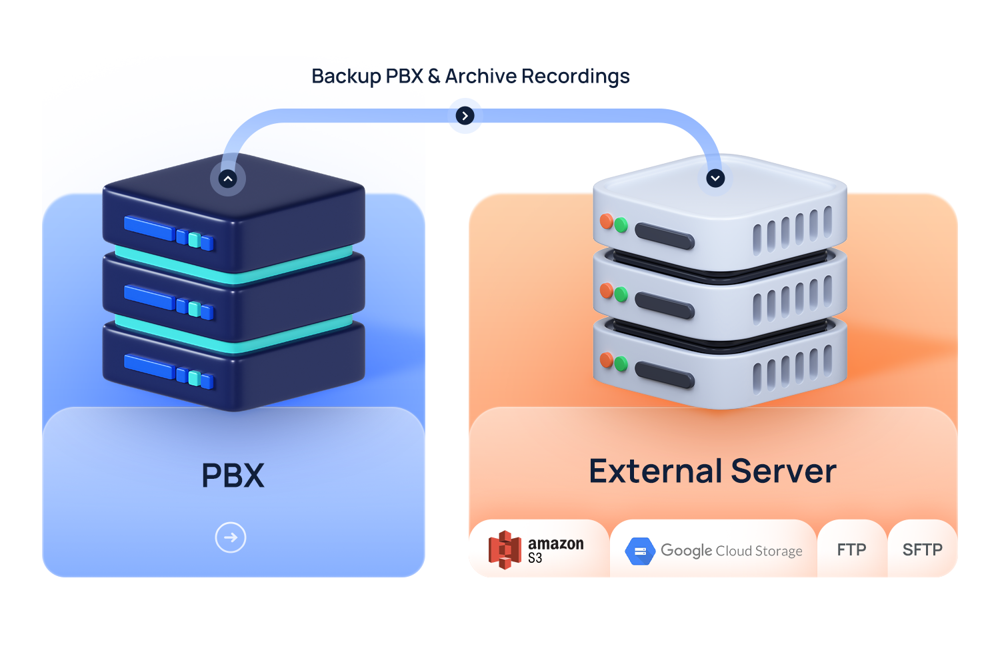 Backup PBX & Archive Recordings
PBX
External Server
amazon
S3
Google Cloud Storage
FTP
SFTP